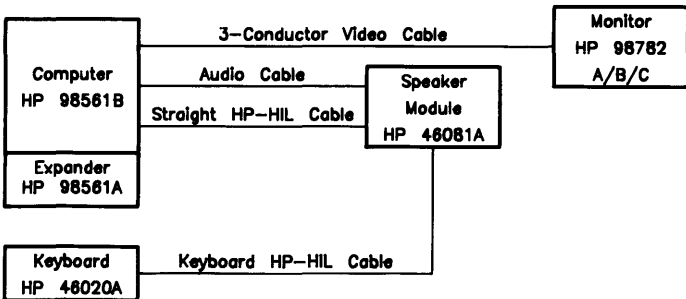 3-Conductor Video Cable
Monitor
HP 98782
A/B/C
Computer
HP 98561B
Audio Cable
Speaker
Module
HP 46081A
Straight HP-HIL Cable
Expander
HP 98561A
Keyboard
HP 46020A
Keyboard HP-HIL Cable